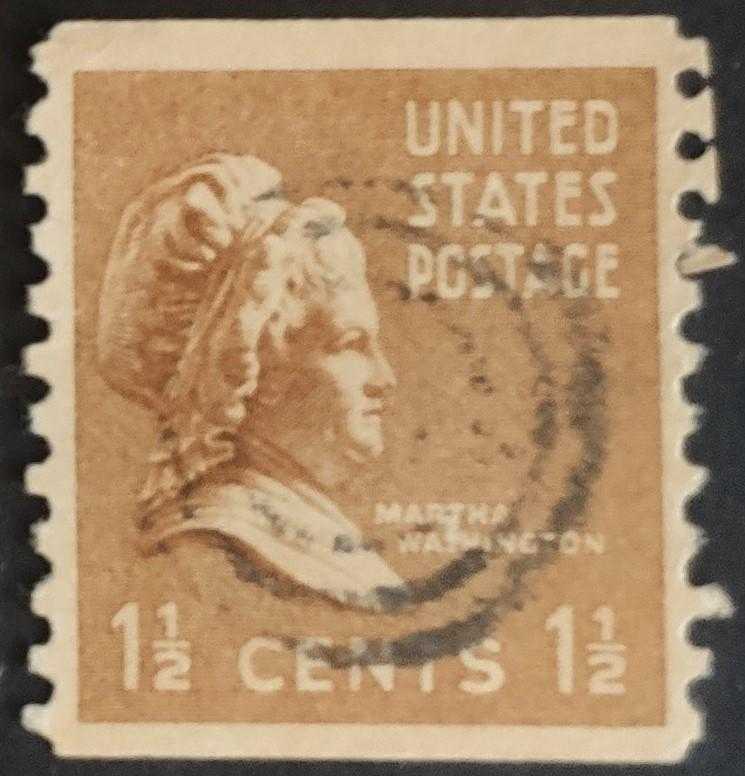 UNITED
STATES
POSTAGE
MARTHA
WASHINGTON
1½ CENTS 1½